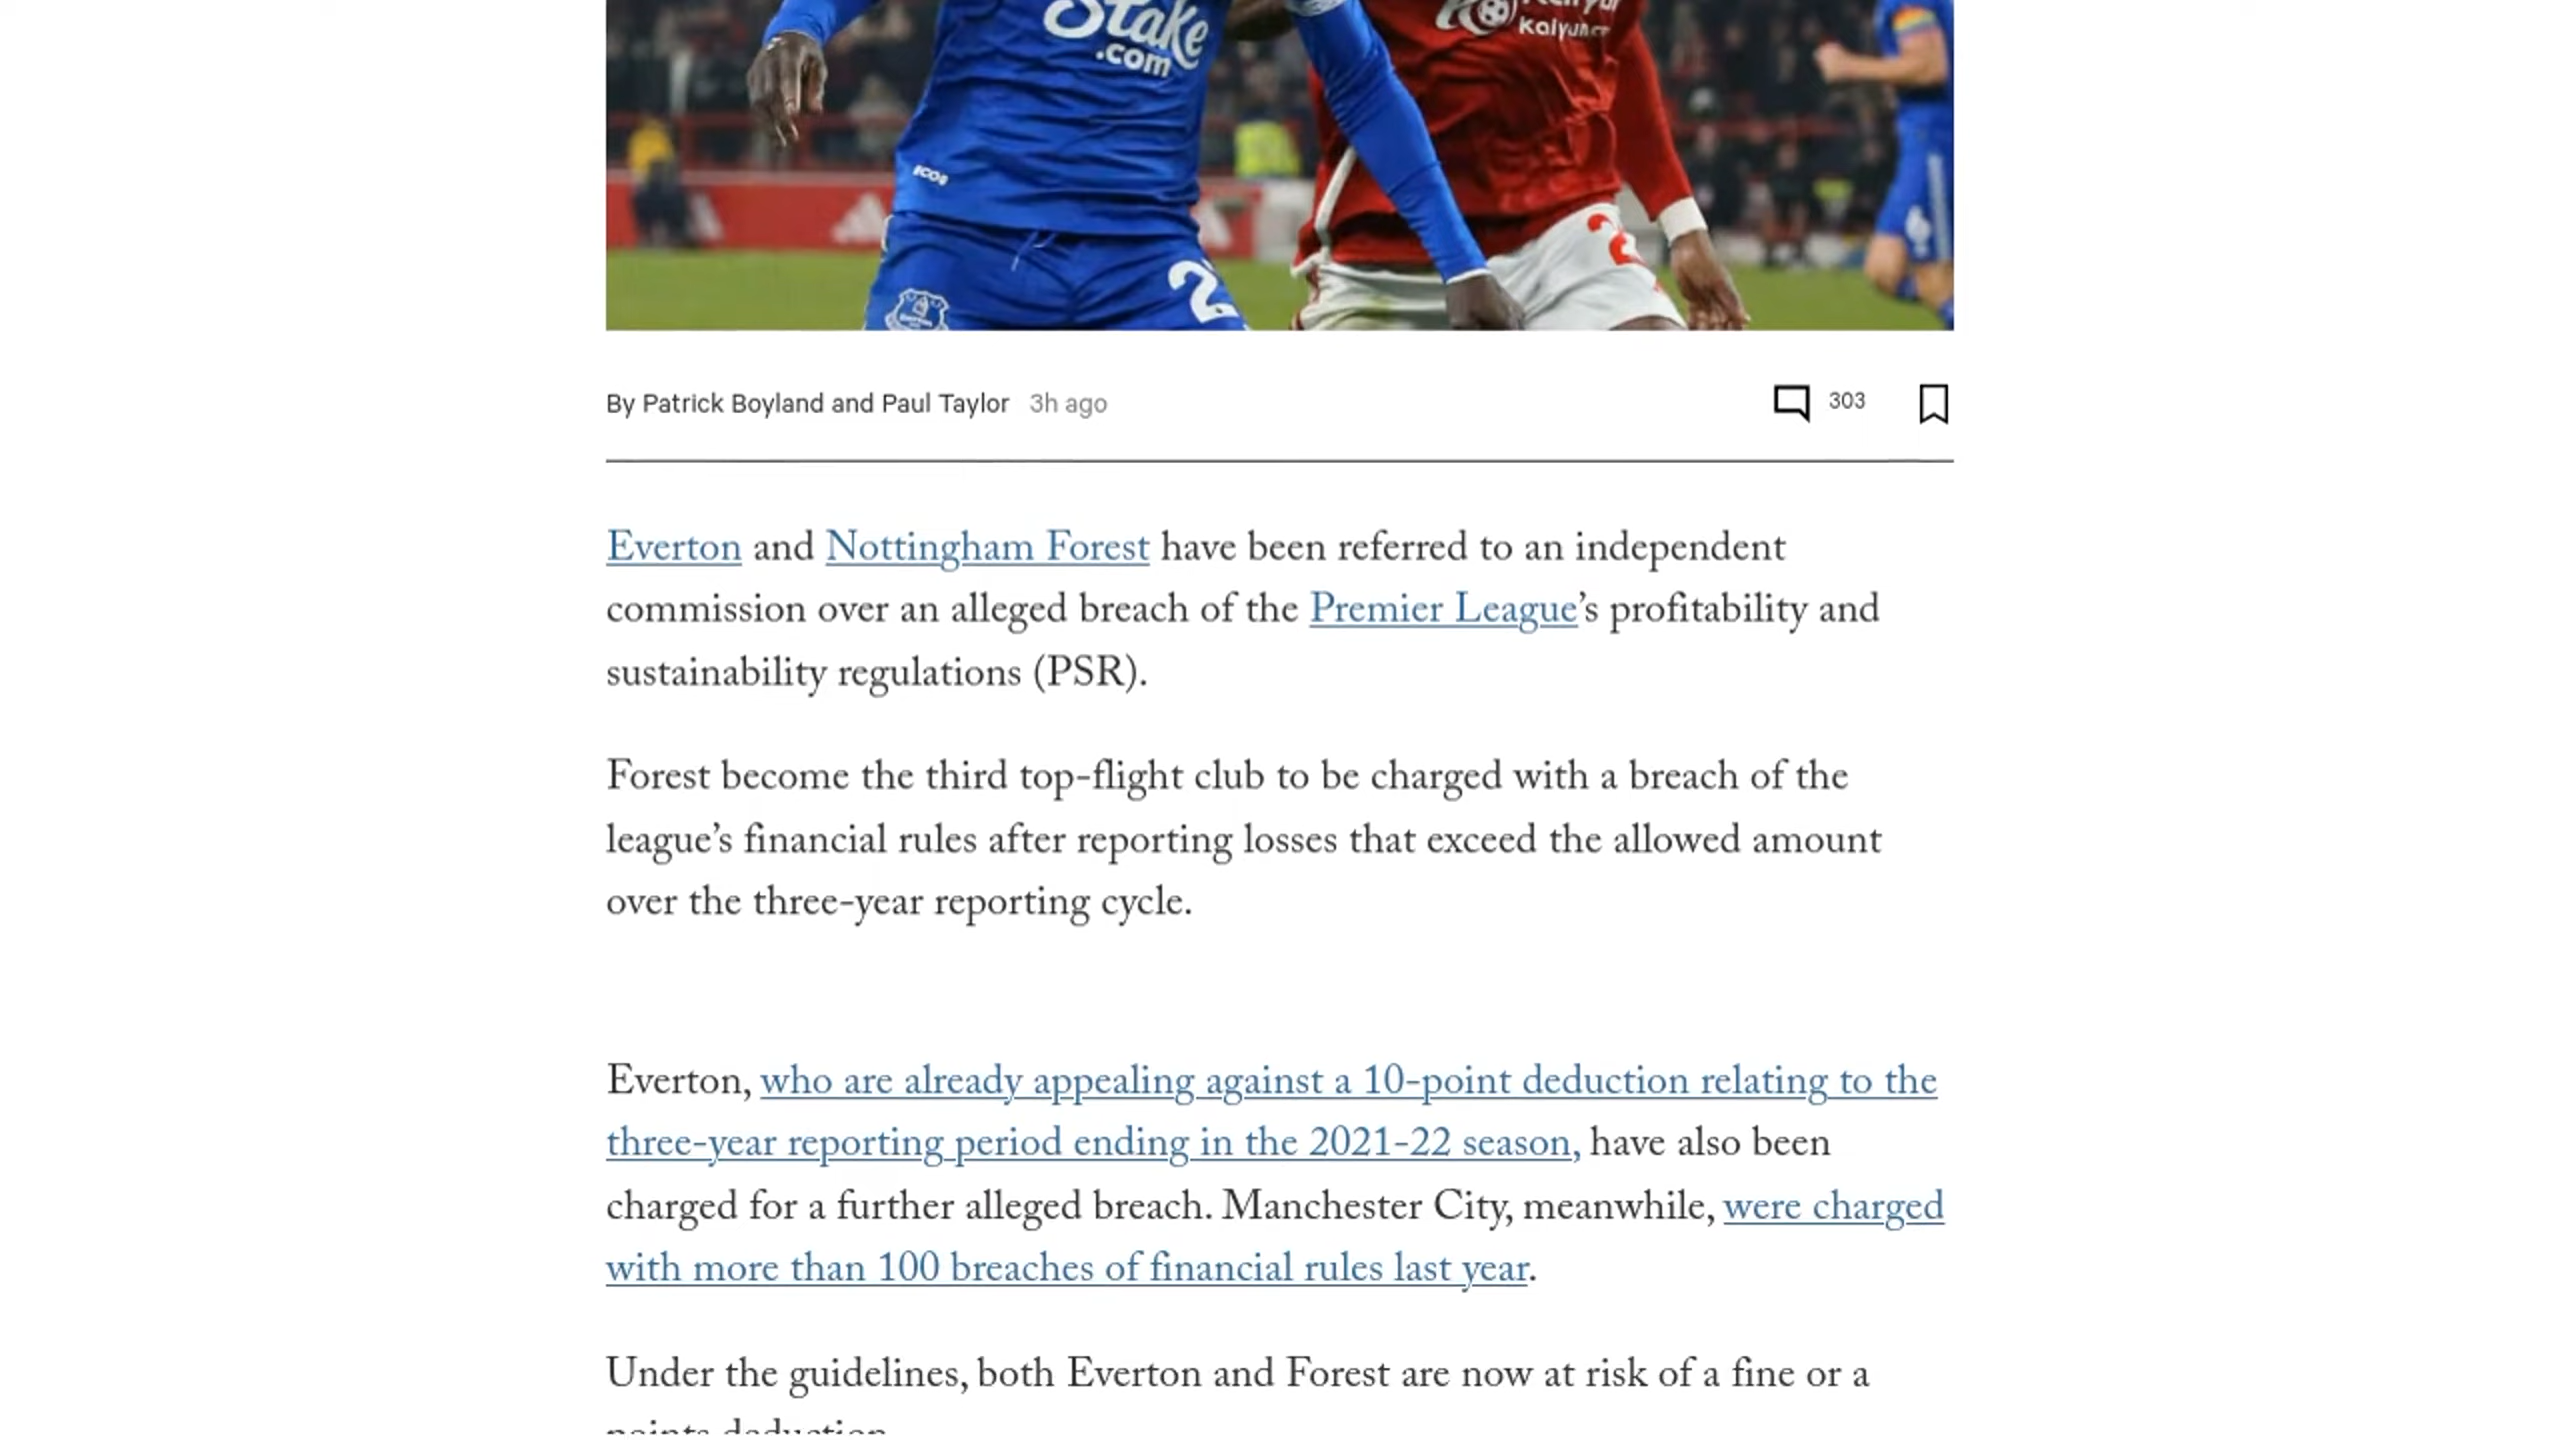 Stake
.com
Kaiyun
2
2
6
By Patrick Boyland and Paul Taylor 3h ago
303
Everton and Nottingham Forest have been referred to an independent
commission over an alleged breach of the Premier League’s profitability and
sustainability regulations (PSR).
Forest become the third top-flight club to be charged with a breach of the
league’s financial rules after reporting losses that exceed the allowed amount
over the three-year reporting cycle.
Everton, who are already appealing against a 10-point deduction relating to the
three-year reporting period ending in the 2021-22 season, have also been
charged for a further alleged breach. Manchester City, meanwhile, were charged
with more than 100 breaches of financial rules last year.
Under the guidelines, both Everton and Forest are now at risk of a fine or a
points deduction